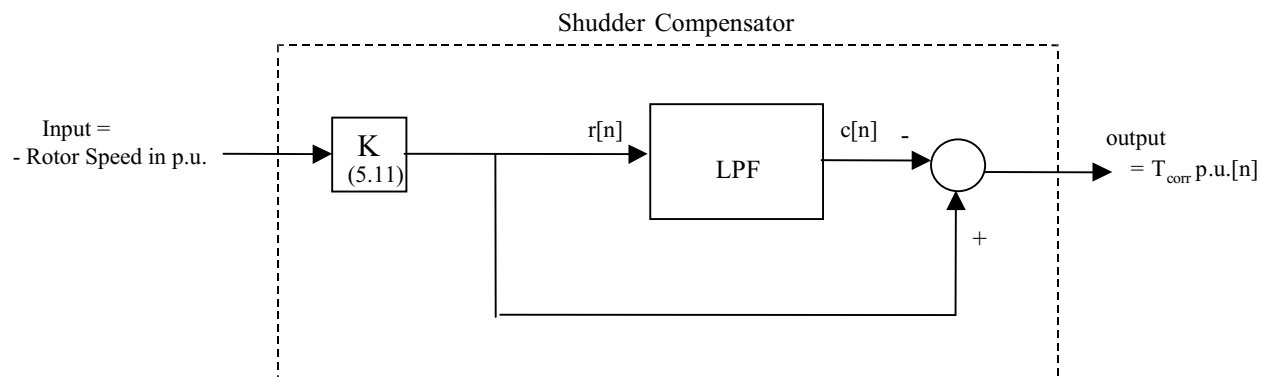 Shudder Compensator
Input =
- Rotor Speed in p.u.
K
(5.11)
r[n]
LPF
c[n]
-
+
output
= T_corr p.u.[n]